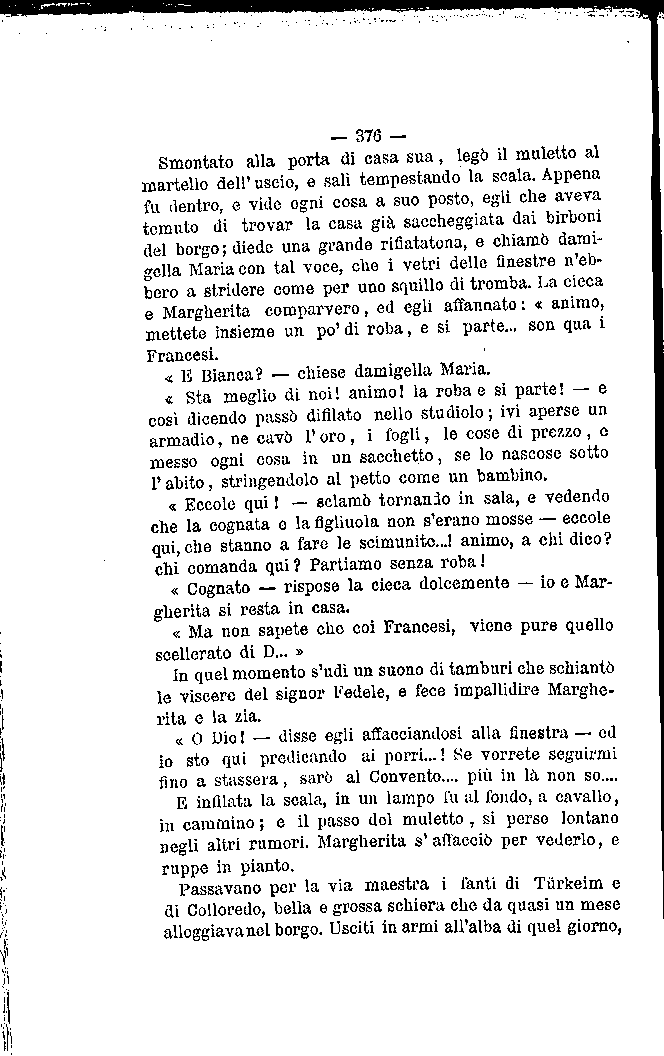 — 376 —
Smontato alla porta di casa sua, legò il muletto al
martello dell'uscio, e salì tempestando la scala. Appena
fu dentro, e vide ogni cosa a suo posto, egli che aveva
temuto di trovar la casa già saccheggiata dai birboni
del borgo; diede una grande rifiatatona, e chiamò dami-
gella Maria con tal voce, che i vetri delle finestre n'eb-
bero a stridere come per uno squillo di tromba. La cieca
e Margherita comparvero, ed egli affannato: « animo,
mettete insieme un po' di roba, e si parte... son qua i
Francesi.
« E Bianca? — chiese damigella Maria.
« Sta meglio di noi! animo! la roba e si parte! — e
così dicendo passò difilato nello studiolo; ivi aperse un
armadio, ne cavò l'oro, i fogli, le cose di prezzo, e
messo ogni cosa in un sacchetto, se lo nascose sotto
l'abito, stringendolo al petto come un bambino.
« Eccole qui! — sclamò tornando in sala, e vedendo
che la cognata e la figliuola non s'erano mosse — eccole
qui, che stanno a fare le scimunite...! animo, a chi dico?
chi comanda qui? Partiamo senza roba!
« Cognato — rispose la cieca dolcemente — io e Mar-
gherita si resta in casa.
« Ma non sapete che coi Francesi, viene pure quello
scellerato di D... »
In quel momento s'udì un suono di tamburi che schiantò
le viscere del signor Fedele, e fece impallidire Marghe-
rita e la zia.
« O Dio! — disse egli affacciandosi alla finestra — ed
io sto qui predicando ai porri...! Se vorrete seguirmi
fino a stassera, sarò al Convento.... più in là non so....
E infilata la scala, in un lampo fu al fondo, a cavallo,
in cammino; e il passo del muletto, si perse lontano
negli altri rumori. Margherita s'affacciò per vederlo, e
ruppe in pianto.
Passavano per la via maestra i fanti di Türkeim e
di Colloredo, bella e grossa schiera che da quasi un mese
alloggiava nel borgo. Usciti in armi all'alba di quel giorno,